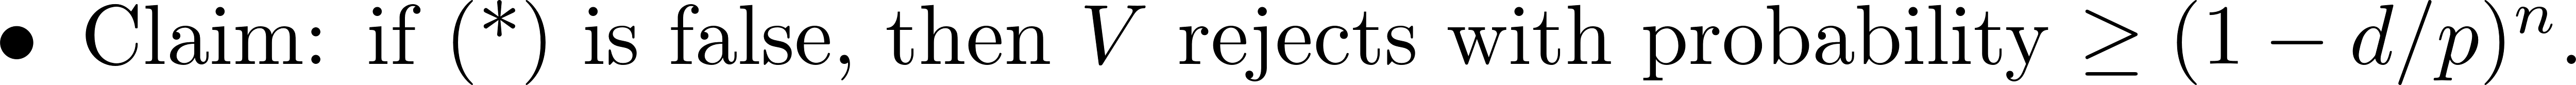 • Claim: if (*) is false, then V rejects with probability ≥ (1 − d/p)ⁿ.